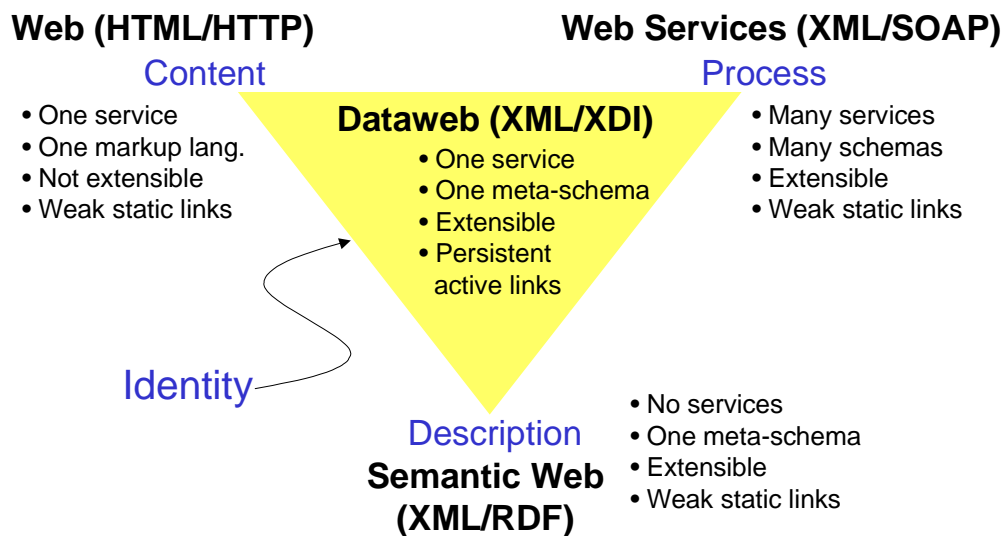 Web (HTML/HTTP)
Content
• One service
• One markup lang.
• Not extensible
• Weak static links
Web Services (XML/SOAP)
Process
• Many services
• Many schemas
• Extensible
• Weak static links
Dataweb (XML/XDI)
• One service
• One meta-schema
• Extensible
• Persistent
active links
Identity
Description
Semantic Web
(XML/RDF)
• No services
• One meta-schema
• Extensible
• Weak static links